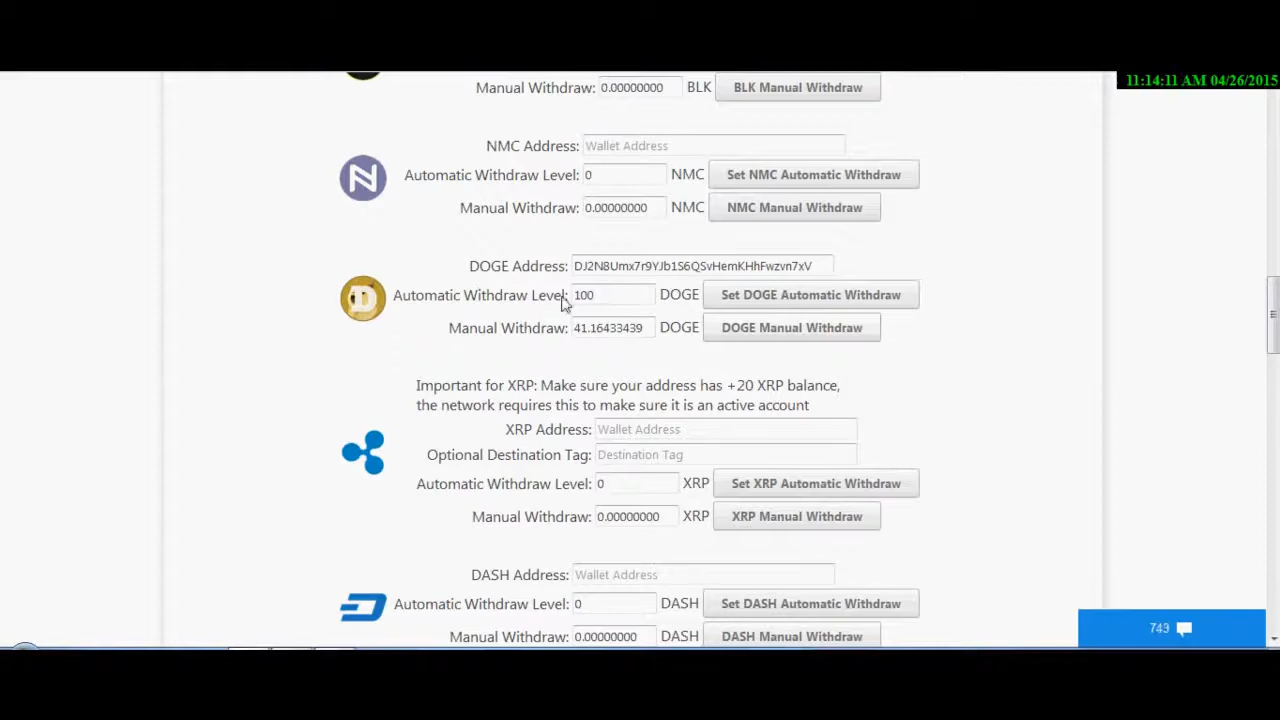 11:14:11 AM 04/26/2015
Manual Withdraw: 0.00000000 BLK BLK Manual Withdraw
NMC Address: Wallet Address
Automatic Withdraw Level: 0 NMC Set NMC Automatic Withdraw
Manual Withdraw: 0.00000000 NMC NMC Manual Withdraw
DOGE Address: DJ2N8Umx7r9YJb1S6QSvHemKHhFwzvn7xV
Automatic Withdraw Level: 100 DOGE Set DOGE Automatic Withdraw
Manual Withdraw: 41.16433439 DOGE DOGE Manual Withdraw
Important for XRP: Make sure your address has +20 XRP balance,
the network requires this to make sure it is an active account
XRP Address: Wallet Address
Optional Destination Tag: Destination Tag
Automatic Withdraw Level: 0 XRP Set XRP Automatic Withdraw
Manual Withdraw: 0.00000000 XRP XRP Manual Withdraw
DASH Address: Wallet Address
Automatic Withdraw Level: 0 DASH Set DASH Automatic Withdraw
Manual Withdraw: 0.00000000 DASH DASH Manual Withdraw
743